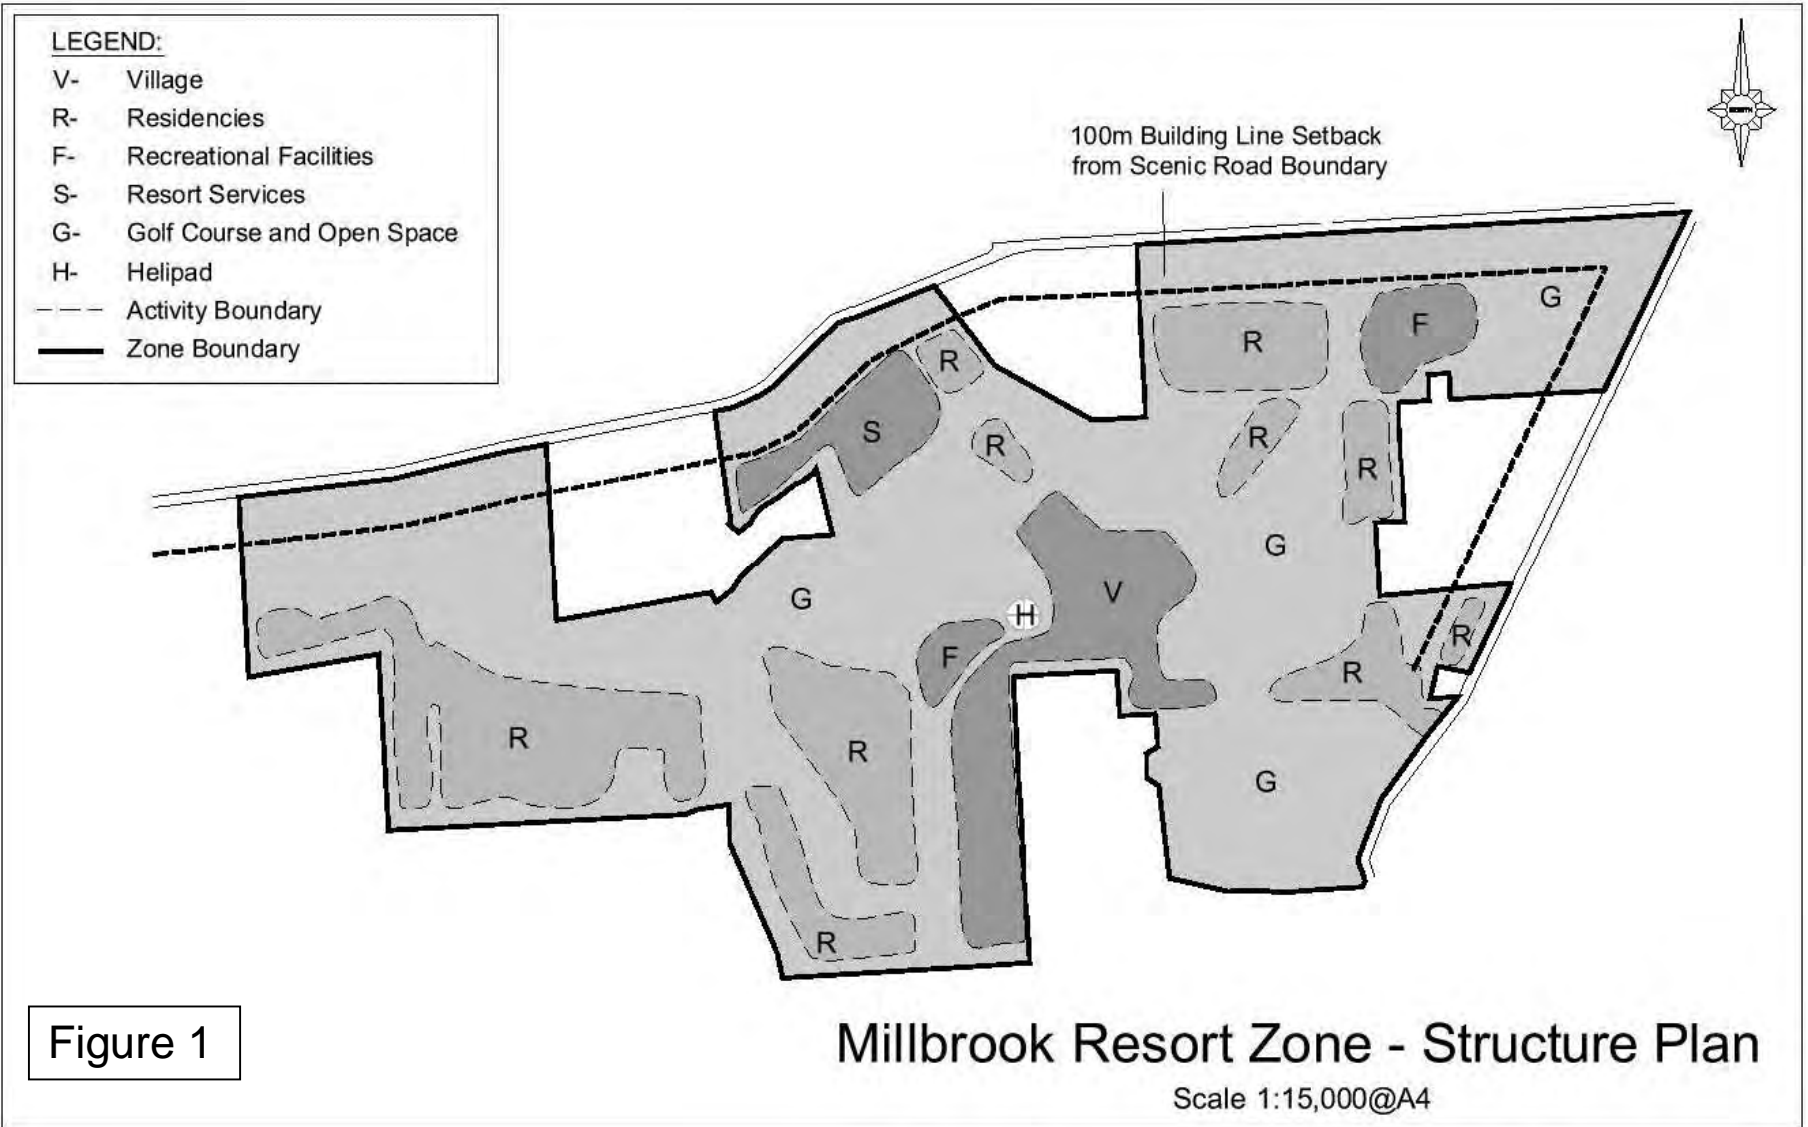 LEGEND:
V- Village
R- Residencies
F- Recreational Facilities
S- Resort Services
G- Golf Course and Open Space
H- Helipad
Activity Boundary
Zone Boundary
NORTH
100m Building Line Setback
from Scenic Road Boundary
G
F
R
R
S
R
R
R
G
V
G
H
R
F
R
R
R
G
R
Figure 1
Millbrook Resort Zone - Structure Plan
Scale 1:15,000@A4